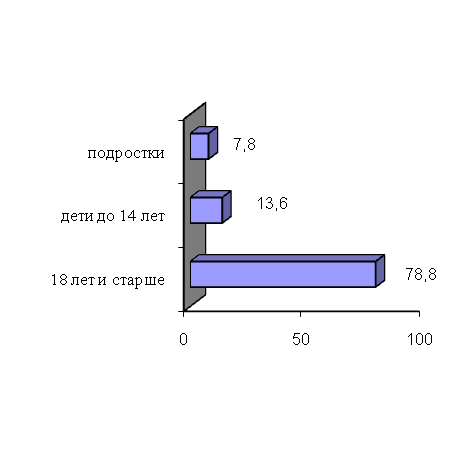 подростки 7,8
дети до 14 лет 13,6
18 лет и старше 78,8
0 50 100